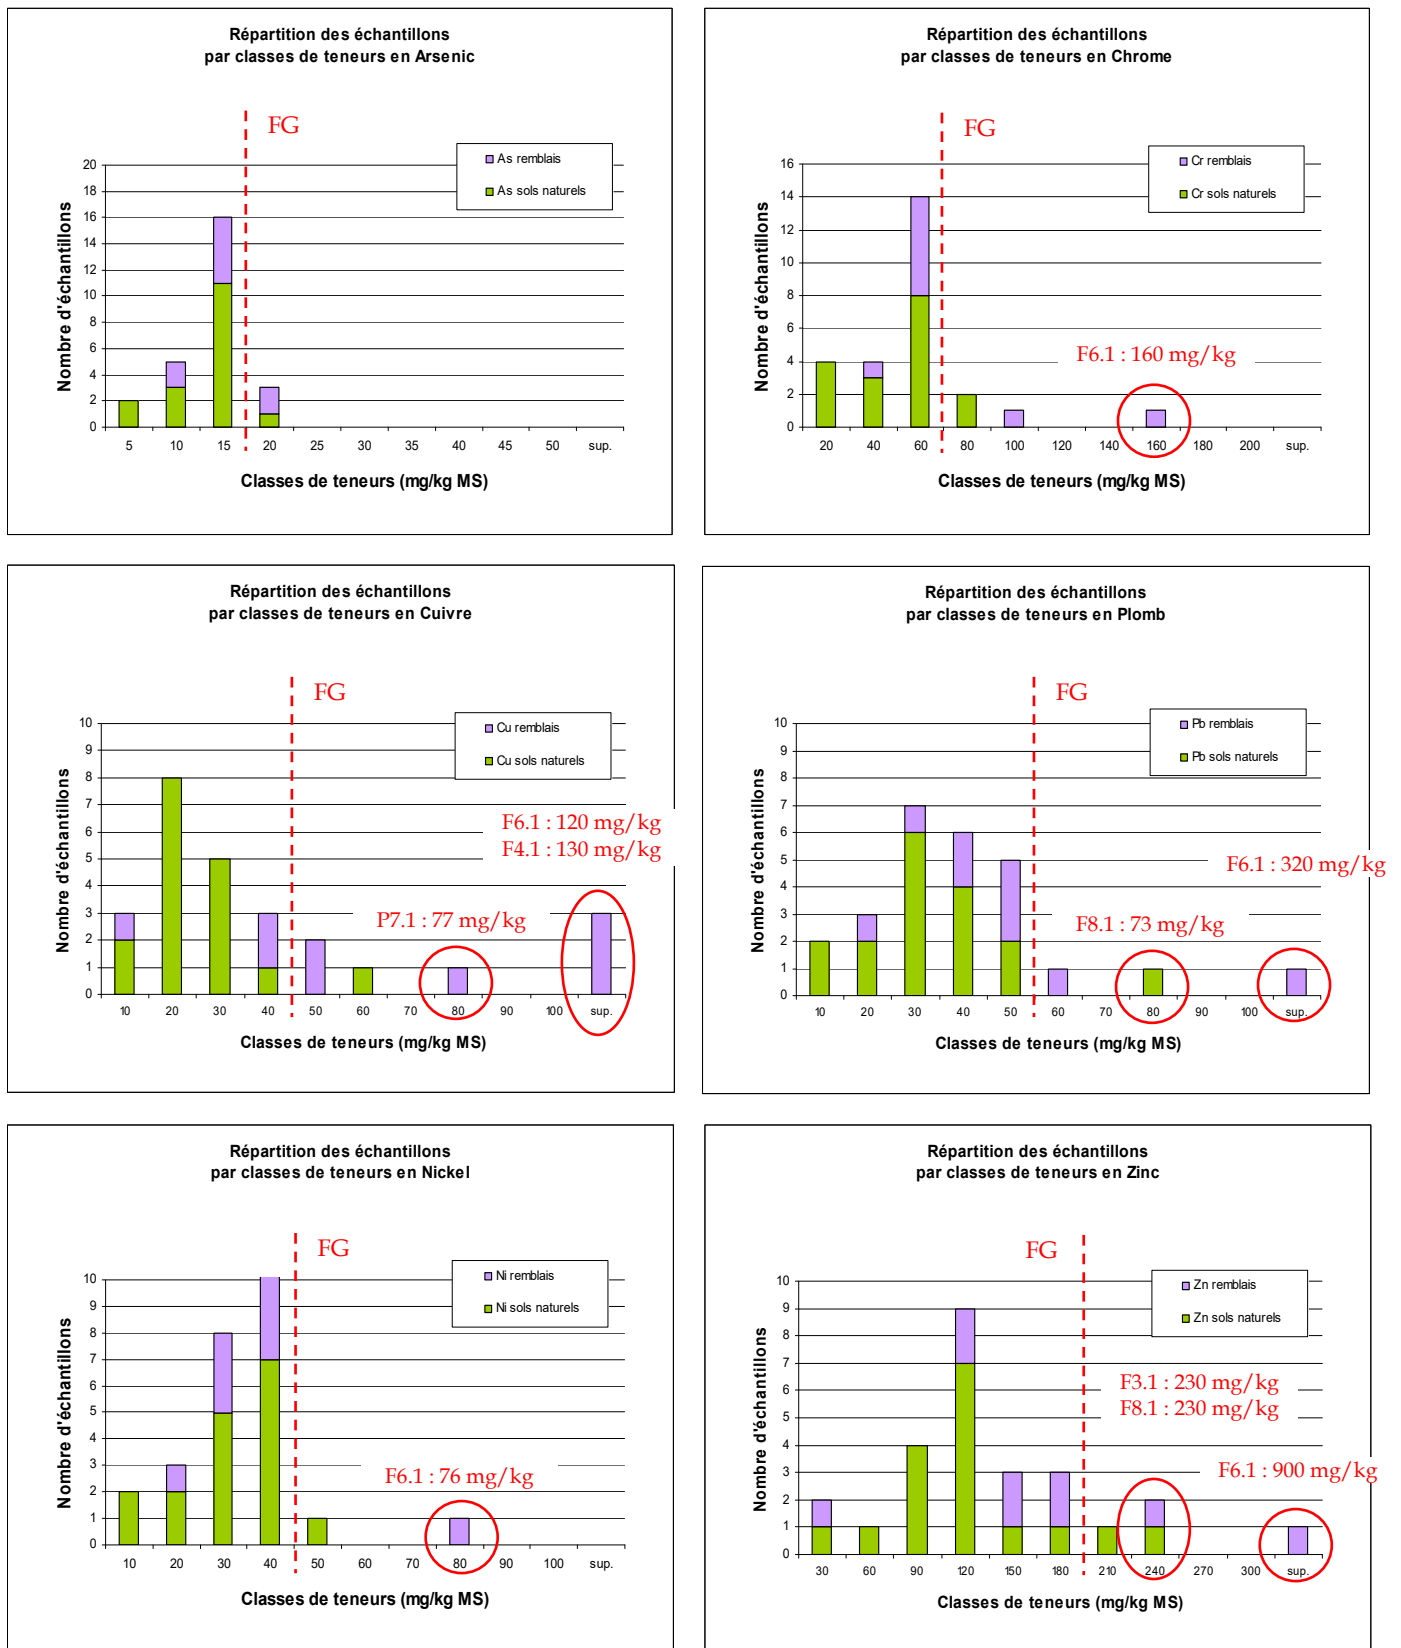 Répartition des échantillons
par classes de teneurs en Arsenic
FG
As remblais
As sols naturels
Nombre d'échantillons
20
18
16
14
12
10
8
6
4
2
0
5 10 15 20 25 30 35 40 45 50 sup.
Classes de teneurs (mg/kg MS)
Répartition des échantillons
par classes de teneurs en Chrome
FG
Cr remblais
Cr sols naturels
Nombre d'échantillons
16
14
12
10
8
6
4
2
0
F6.1 : 160 mg/kg
20 40 60 80 100 120 140 160 180 200 sup.
Classes de teneurs (mg/kg MS)
Répartition des échantillons
par classes de teneurs en Cuivre
FG
Cu remblais
Cu sols naturels
Nombre d'échantillons
10
9
8
7
6
5
4
3
2
1
0
F6.1 : 120 mg/kg
F4.1 : 130 mg/kg
P7.1 : 77 mg/kg
10 20 30 40 50 60 70 80 90 100 sup.
Classes de teneurs (mg/kg MS)
Répartition des échantillons
par classes de teneurs en Plomb
FG
Pb remblais
Pb sols naturels
Nombre d'échantillons
10
9
8
7
6
5
4
3
2
1
0
F6.1 : 320 mg/kg
F8.1 : 73 mg/kg
10 20 30 40 50 60 70 80 90 100 sup.
Classes de teneurs (mg/kg MS)
Répartition des échantillons
par classes de teneurs en Nickel
FG
Ni remblais
Ni sols naturels
Nombre d'échantillons
10
9
8
7
6
5
4
3
2
1
0
F6.1 : 76 mg/kg
10 20 30 40 50 60 70 80 90 100 sup.
Classes de teneurs (mg/kg MS)
Répartition des échantillons
par classes de teneurs en Zinc
FG
Zn remblais
Zn sols naturels
Nombre d'échantillons
10
9
8
7
6
5
4
3
2
1
0
F3.1 : 230 mg/kg
F8.1 : 230 mg/kg
F6.1 : 900 mg/kg
30 60 90 120 150 180 210 240 270 300 sup.
Classes de teneurs (mg/kg MS)